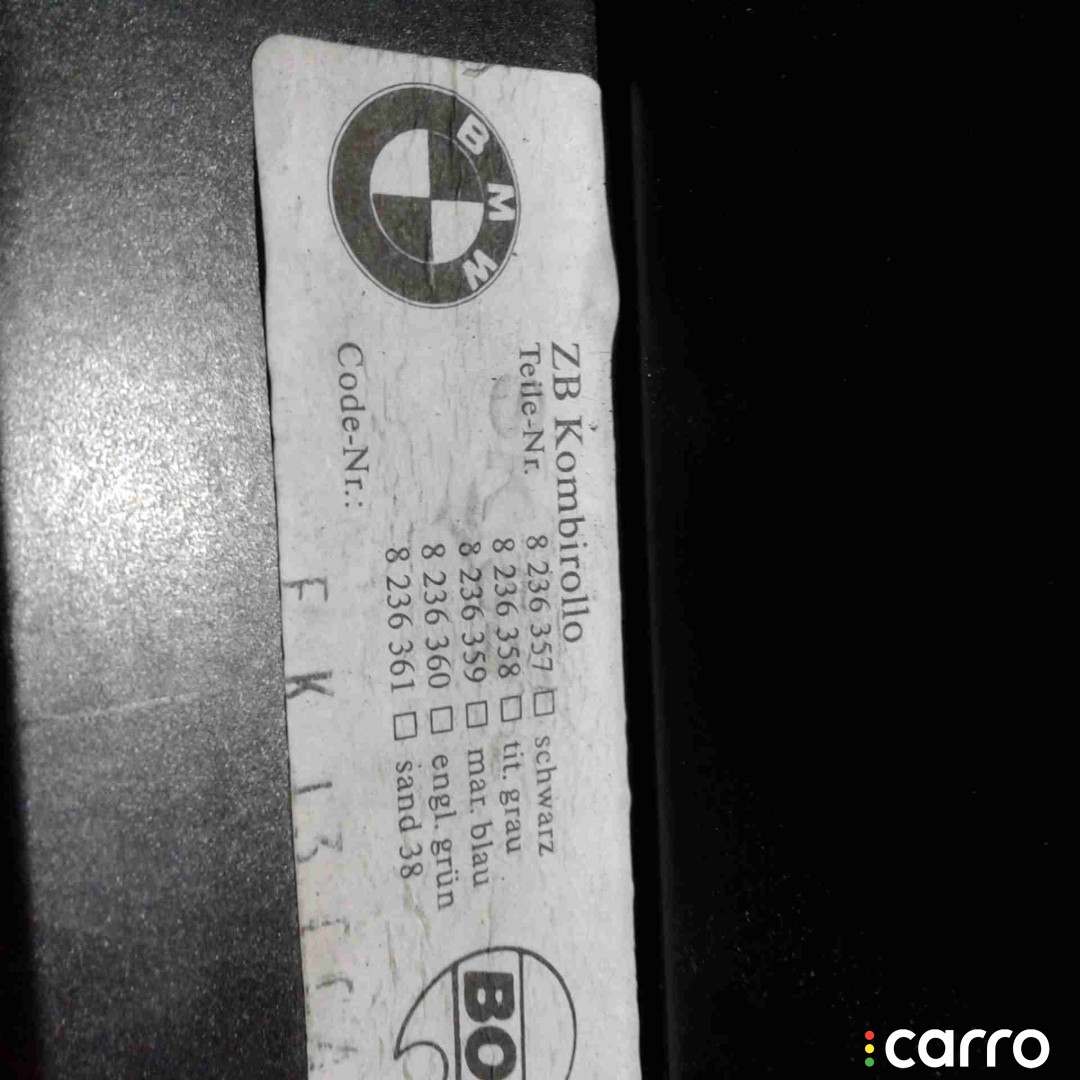 BMW
ZB Kombirollo
Teile-Nr.
8 236 357 □ schwarz
8 236 358 □ tit. grau
8 236 359 □ mar. blau
8 236 360 □ engl. grün
8 236 361 □ sand 38
Code-Nr.:
BO
carro